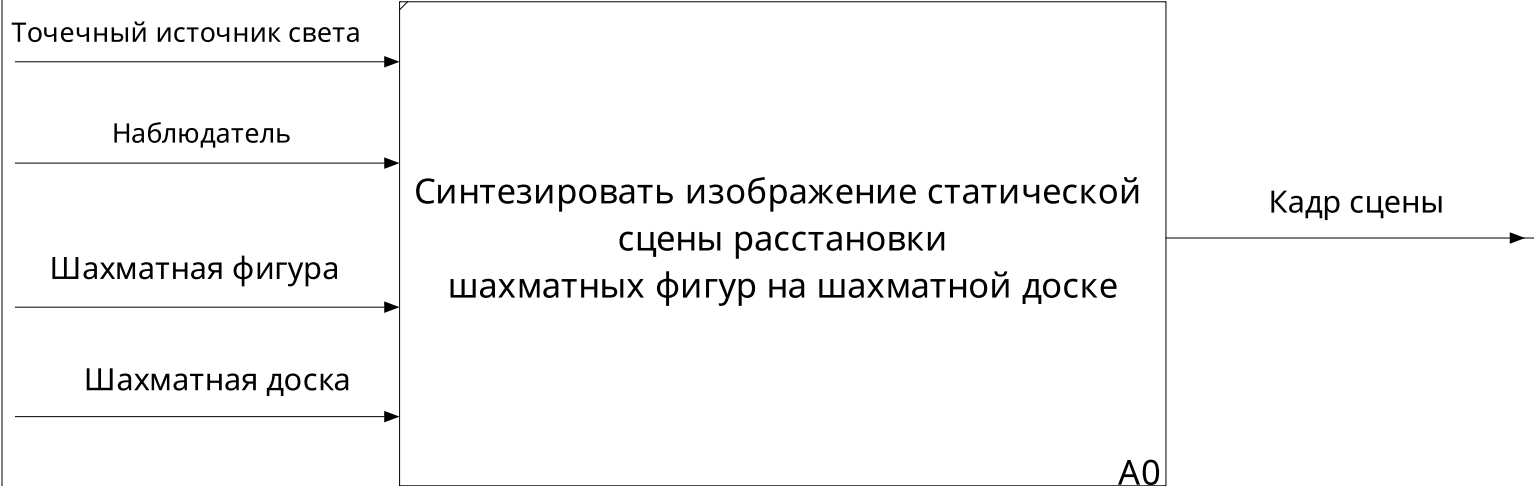 Точечный источник света
Наблюдатель
Шахматная фигура
Шахматная доска
Синтезировать изображение статической
сцены расстановки
шахматных фигур на шахматной доске
A0
Кадр сцены